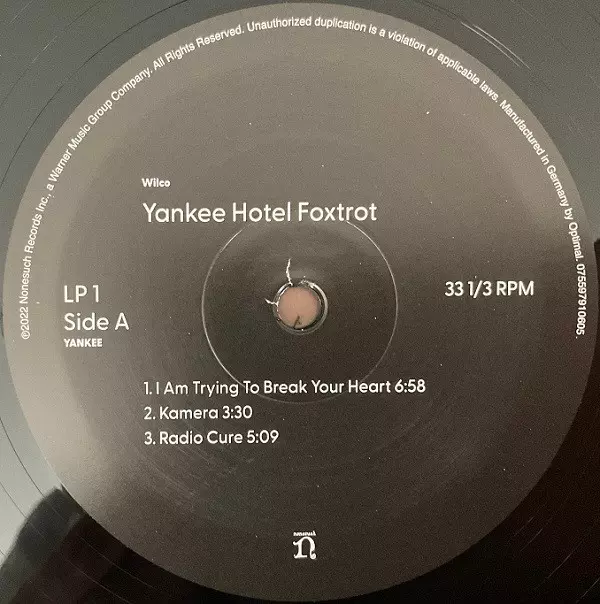 ℗2022 Nonesuch Records Inc., a Warner Music Group Company. All Rights Reserved. Unauthorized duplication is a violation of applicable laws. Manufactured in Germany by Optimal. 075597910605.
Wilco
Yankee Hotel Foxtrot
LP 1
33 1/3 RPM
Side A
YANKEE
1. I Am Trying To Break Your Heart 6:58
2. Kamera 3:30
3. Radio Cure 5:09
nonesuch